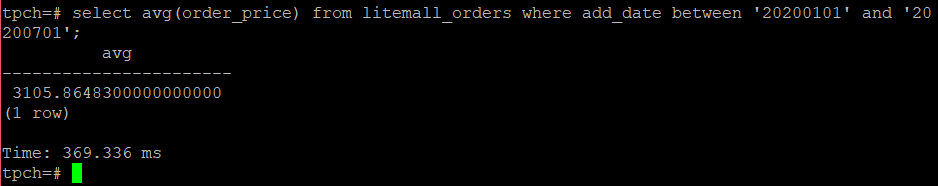 tpch=# select avg(order_price) from litemall_orders where add_date between '20200101' and '20
200701';
avg
-----------------------
3105.8648300000000000
(1 row)
Time: 369.336 ms
tpch=#